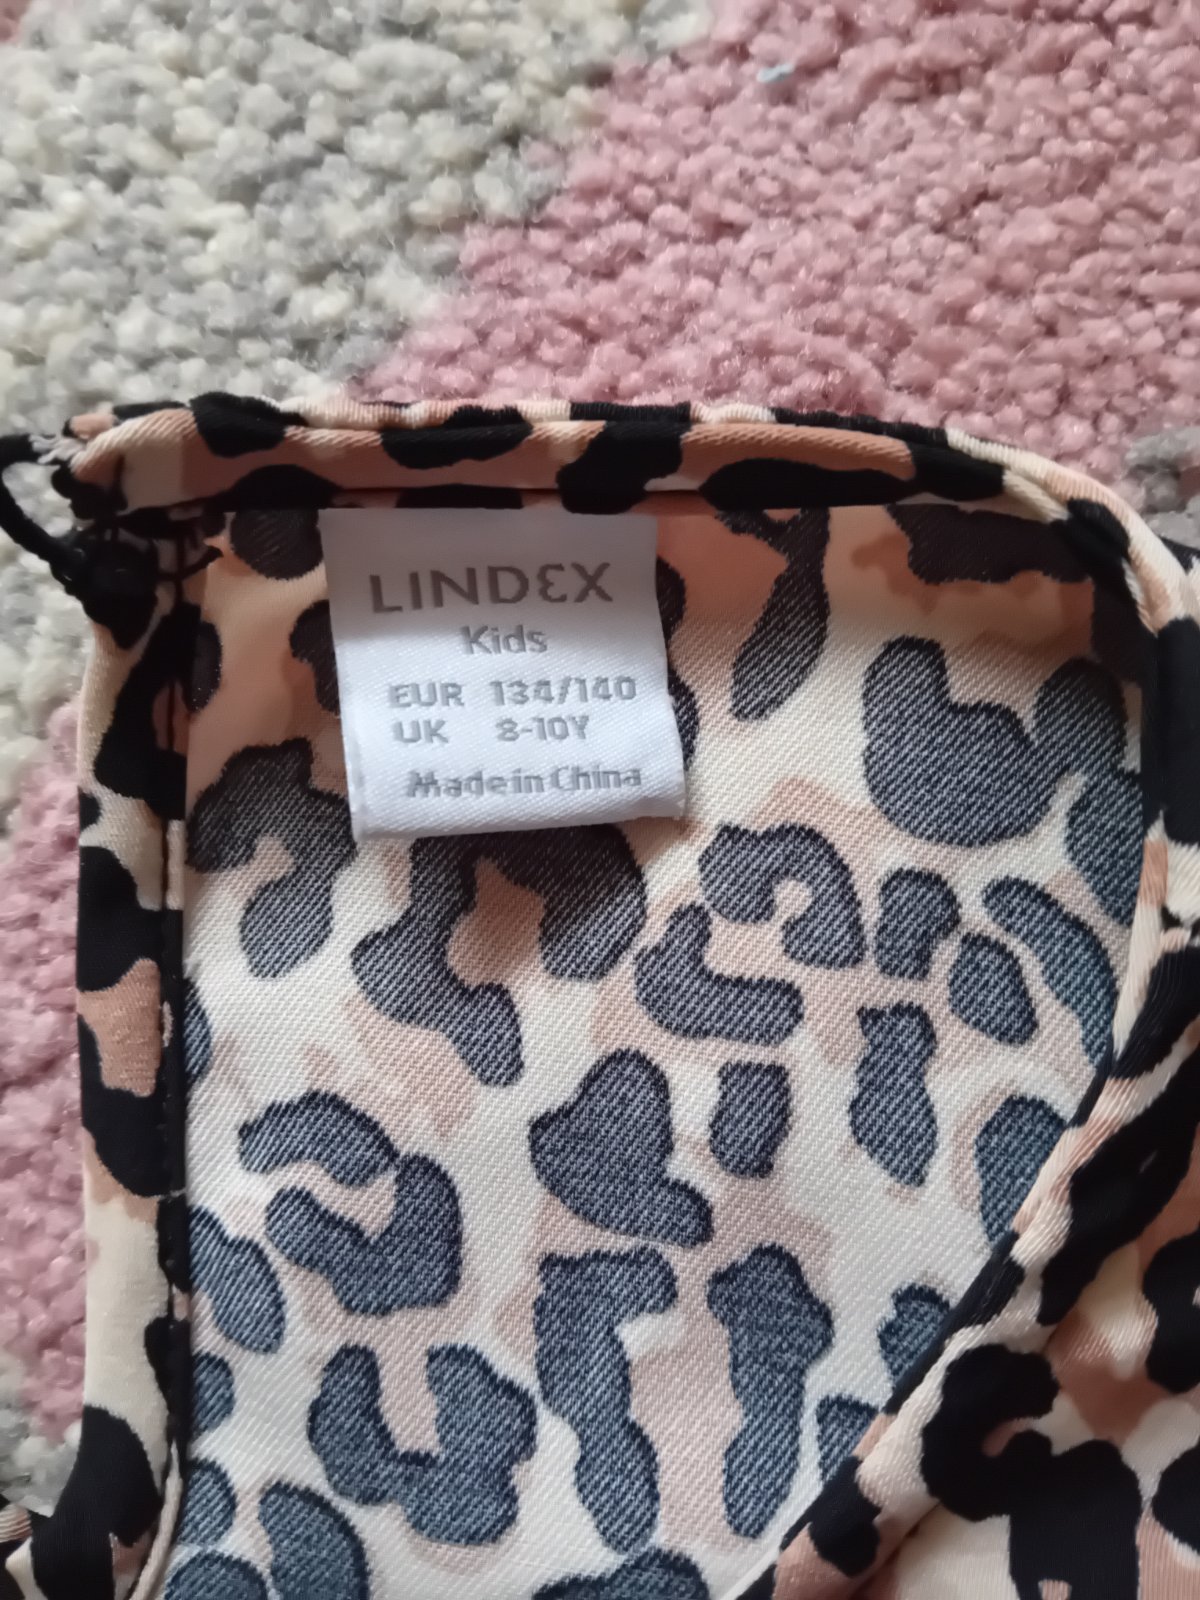 LINDEX
Kids
EUR 134/140
UK 8-10Y
Made in China